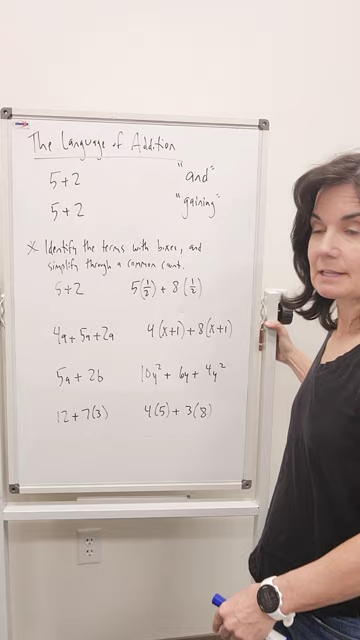 The Language of Addition
5+2 "and"
5+2 "gaining"
X Identify the terms with boxes, and
simplify through a common count.
5+2 5(1/2) + 8(1/2)
4a+5a+2a 4(x+1)+8(x+1)
5a+2b 10y² + 6y + 4y²
12+7(3) 4(5)+3(8)